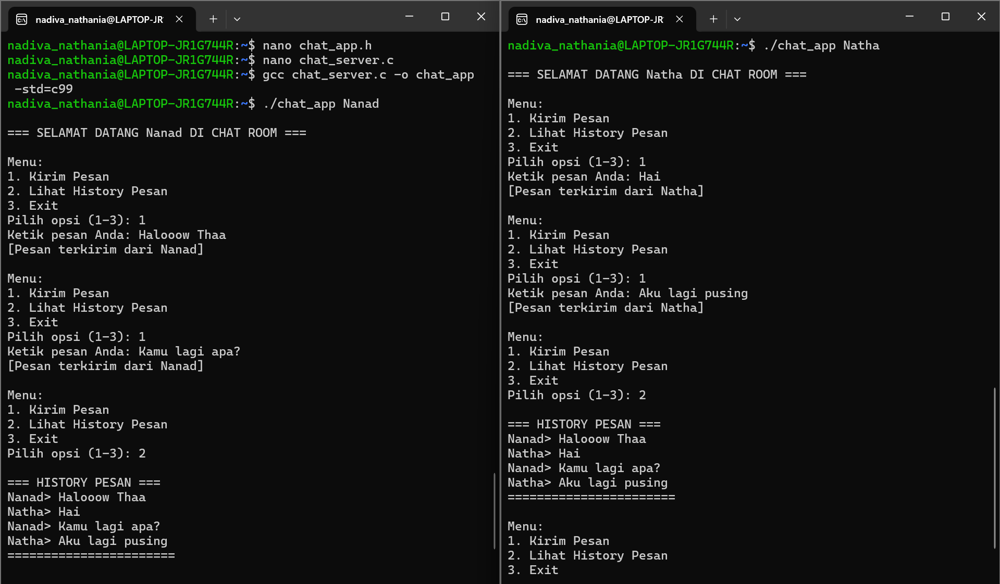 nadiva_nathania@LAPTOP-JR
nadiva_nathania@LAPTOP-JR1G744R:~$ nano chat_app.h
nadiva_nathania@LAPTOP-JR1G744R:~$ nano chat_server.c
nadiva_nathania@LAPTOP-JR1G744R:~$ gcc chat_server.c -o chat_app
-std=c99
nadiva_nathania@LAPTOP-JR1G744R:~$ ./chat_app Nanad
=== SELAMAT DATANG Nanad DI CHAT ROOM ===
Menu:
1. Kirim Pesan
2. Lihat History Pesan
3. Exit
Pilih opsi (1-3): 1
Ketik pesan Anda: Halooow Thaa
[Pesan terkirim dari Nanad]
Menu:
1. Kirim Pesan
2. Lihat History Pesan
3. Exit
Pilih opsi (1-3): 1
Ketik pesan Anda: Kamu lagi apa?
[Pesan terkirim dari Nanad]
Menu:
1. Kirim Pesan
2. Lihat History Pesan
3. Exit
Pilih opsi (1-3): 2
=== HISTORY PESAN ===
Nanad> Halooow Thaa
Natha> Hai
Nanad> Kamu lagi apa?
Natha> Aku lagi pusing
=======================
nadiva_nathania@LAPTOP-JR
nadiva_nathania@LAPTOP-JR1G744R:~$ ./chat_app Natha
=== SELAMAT DATANG Natha DI CHAT ROOM ===
Menu:
1. Kirim Pesan
2. Lihat History Pesan
3. Exit
Pilih opsi (1-3): 1
Ketik pesan Anda: Hai
[Pesan terkirim dari Natha]
Menu:
1. Kirim Pesan
2. Lihat History Pesan
3. Exit
Pilih opsi (1-3): 1
Ketik pesan Anda: Aku lagi pusing
[Pesan terkirim dari Natha]
Menu:
1. Kirim Pesan
2. Lihat History Pesan
3. Exit
Pilih opsi (1-3): 2
=== HISTORY PESAN ===
Nanad> Halooow Thaa
Natha> Hai
Nanad> Kamu lagi apa?
Natha> Aku lagi pusing
=======================
Menu:
1. Kirim Pesan
2. Lihat History Pesan
3. Exit